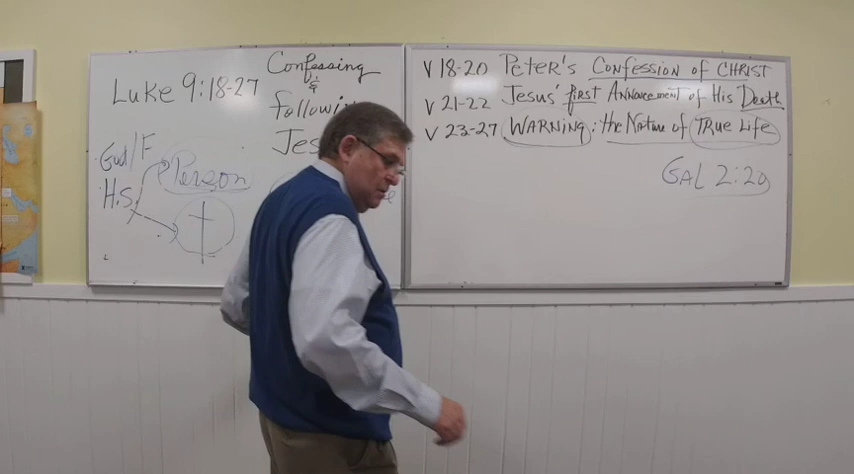 Luke 9:18-27
Confessing
&
following
Jes
God/F
Person
H.S.
V 18-20 Peter's Confession of CHRIST
V 21-22 Jesus' first Announcement of His Death
V 23-27 WARNING: the Nature of TRue Life
GAL 2:20